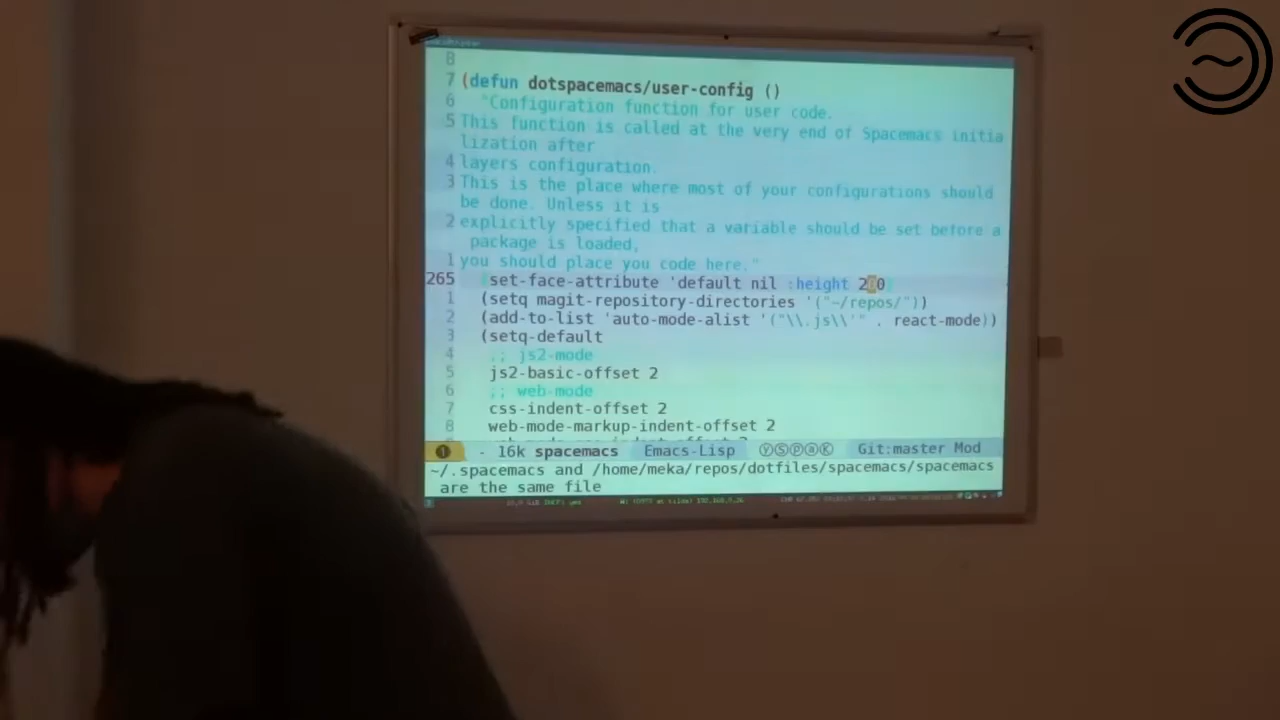 8
7 (defun dotspacemacs/user-config ()
6 "Configuration function for user code.
5 This function is called at the very end of Spacemacs initia
lization after
4 layers configuration.
3 This is the place where most of your configurations should
be done. Unless it is
2 explicitly specified that a variable should be set before a
package is loaded,
1 you should place you code here."
265 (set-face-attribute 'default nil :height 200)
1 (setq magit-repository-directories '("~/repos/"))
2 (add-to-list 'auto-mode-alist '("\\.js\\'" . react-mode))
3 (setq-default
4 ;; js2-mode
5 js2-basic-offset 2
6 ;; web-mode
7 css-indent-offset 2
8 web-mode-markup-indent-offset 2
1 - 16k spacemacs Emacs-Lisp ⓨⓢⓟⓐⓚ Git:master Mod
~/.spacemacs and /home/meka/repos/dotfiles/spacemacs/spacemacs
are the same file